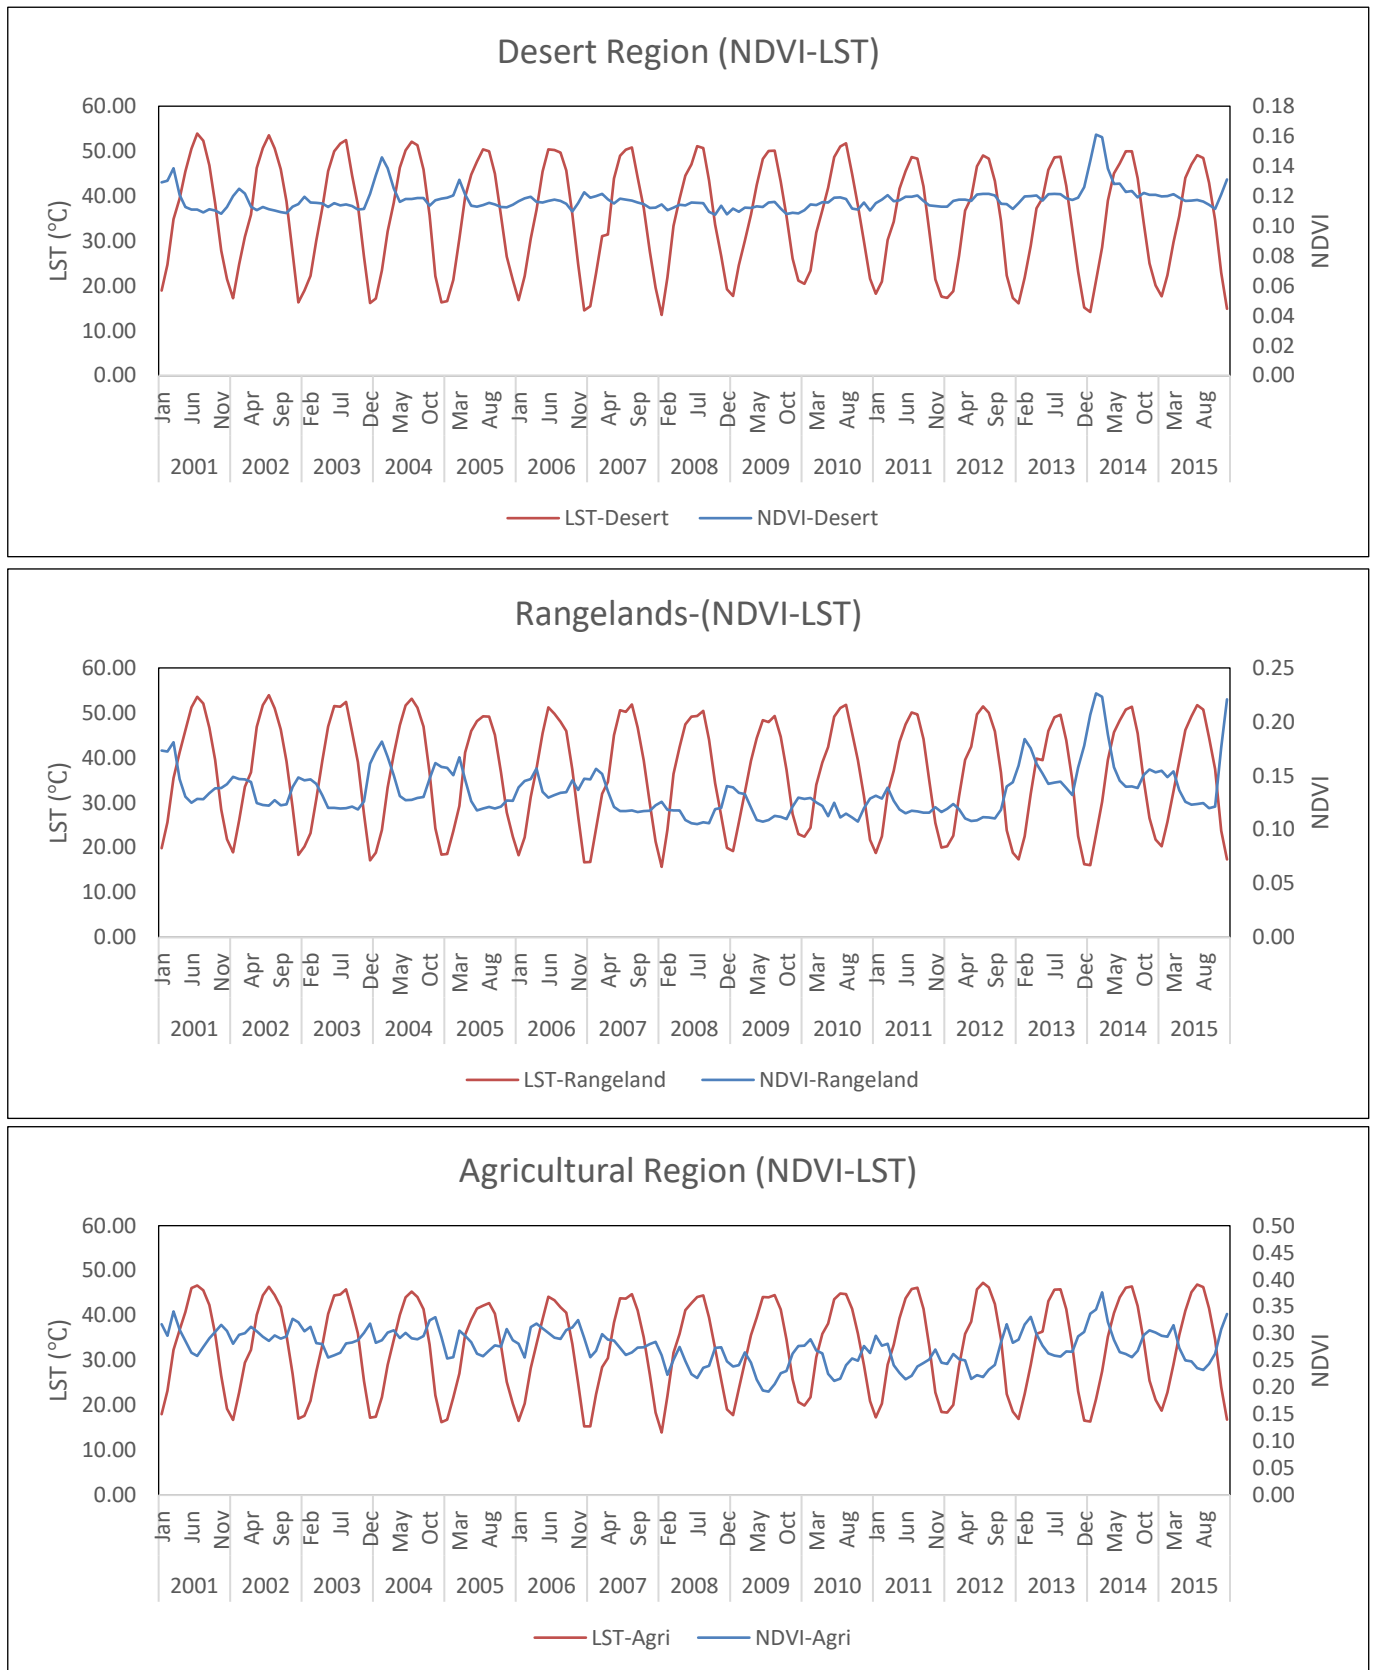 Desert Region (NDVI-LST)
60.00 0.18
50.00 0.16
40.00 0.14
30.00 0.12
20.00 0.10
10.00 0.08
0.00 0.06
0.04
0.02
0.00
LST (°C)
NDVI
Jan Jun Nov Apr Sep Feb Jul Dec May Oct Mar Aug Jan Jun Nov Apr Sep Feb Jul Dec May Oct Mar Aug Jan Jun Nov Apr Sep Feb Jul Dec May Oct Mar Aug
2001 2002 2003 2004 2005 2006 2007 2008 2009 2010 2011 2012 2013 2014 2015
LST-Desert NDVI-Desert
Rangelands-(NDVI-LST)
60.00 0.25
50.00 0.20
40.00 0.15
30.00 0.10
20.00 0.05
10.00 0.00
0.00
LST (°C)
NDVI
Jan Jun Nov Apr Sep Feb Jul Dec May Oct Mar Aug Jan Jun Nov Apr Sep Feb Jul Dec May Oct Mar Aug Jan Jun Nov Apr Sep Feb Jul Dec May Oct Mar Aug
2001 2002 2003 2004 2005 2006 2007 2008 2009 2010 2011 2012 2013 2014 2015
LST-Rangeland NDVI-Rangeland
Agricultural Region (NDVI-LST)
60.00 0.50
50.00 0.45
40.00 0.40
30.00 0.35
20.00 0.30
10.00 0.25
0.00 0.20
0.15
0.10
0.05
0.00
LST (°C)
NDVI
Jan Jun Nov Apr Sep Feb Jul Dec May Oct Mar Aug Jan Jun Nov Apr Sep Feb Jul Dec May Oct Mar Aug Jan Jun Nov Apr Sep Feb Jul Dec May Oct Mar Aug
2001 2002 2003 2004 2005 2006 2007 2008 2009 2010 2011 2012 2013 2014 2015
LST-Agri NDVI-Agri